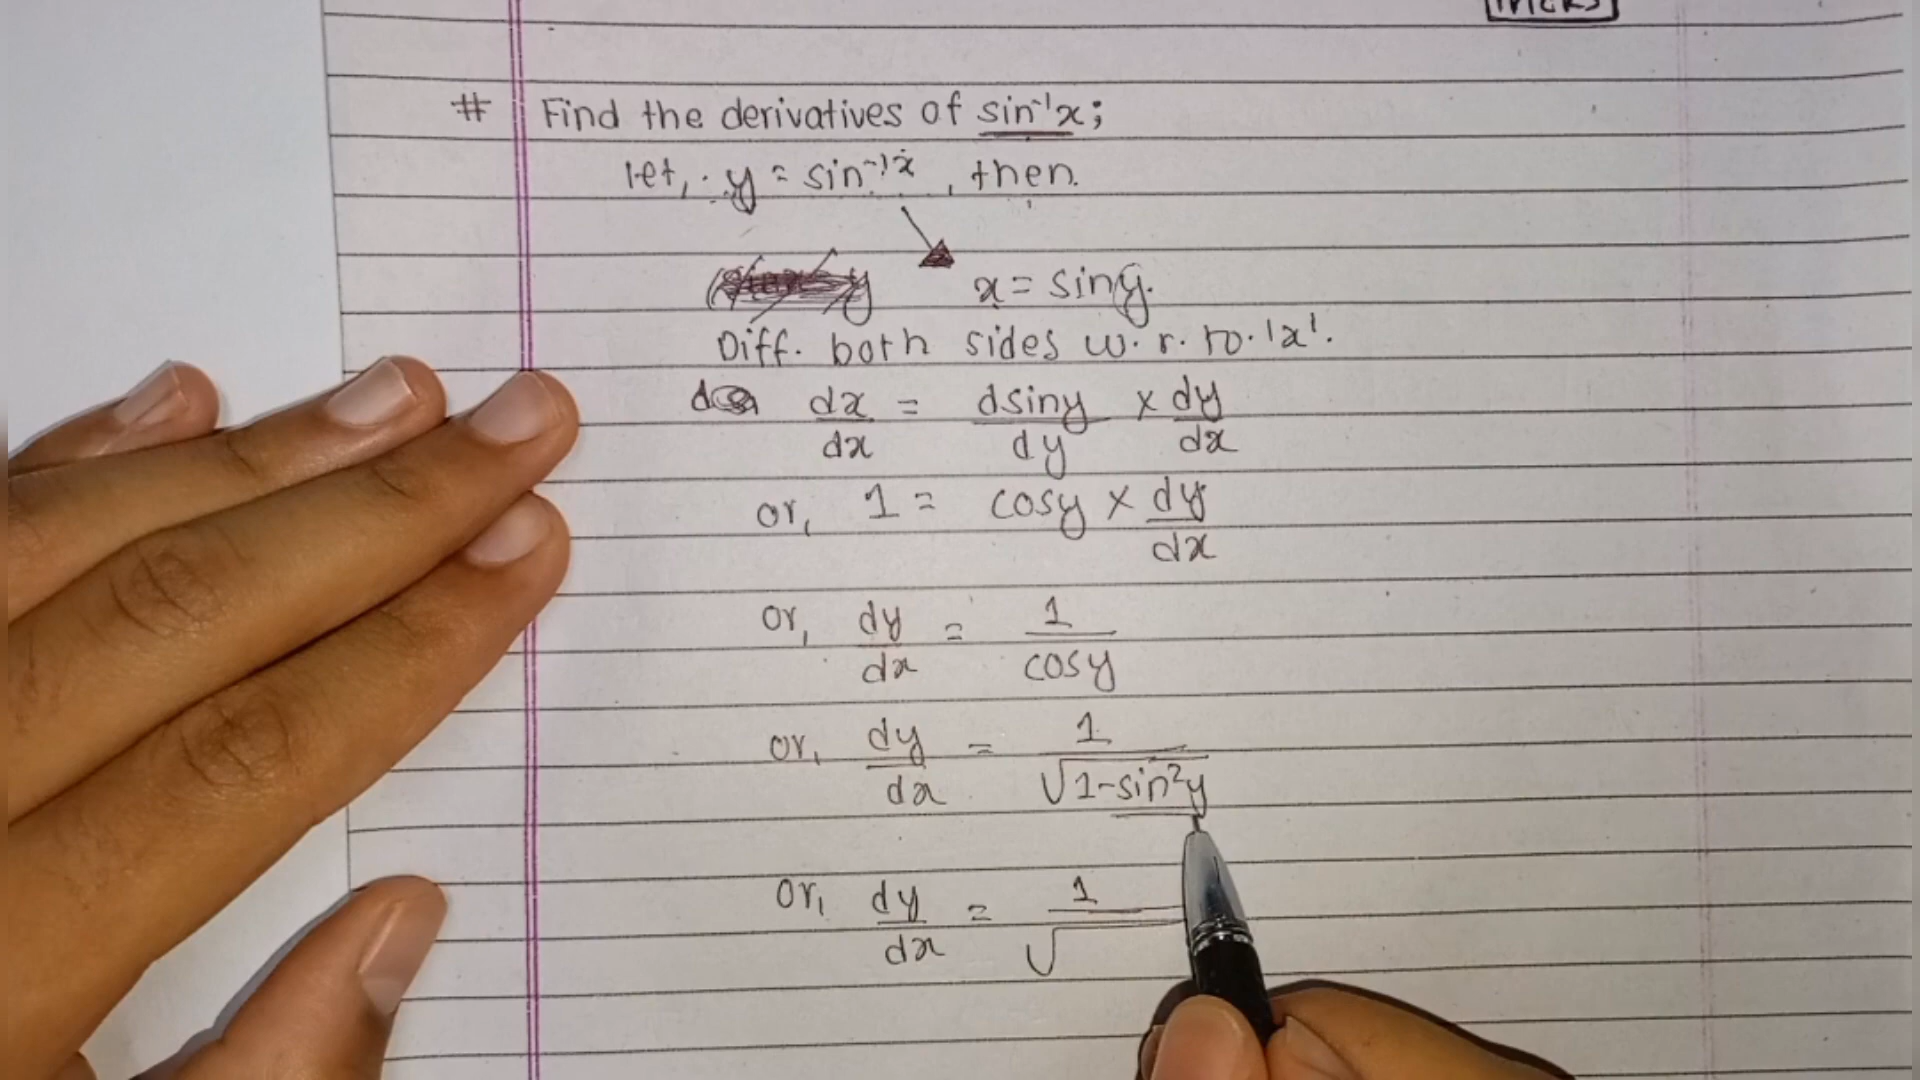 # Find the derivatives of sin⁻¹x;
let, y = sin⁻¹x, then.
x = siny.
Diff. both sides w.r.to.'x'.
dx/dx = dsiny/dy × dy/dx
or, 1 = cosy × dy/dx
or, dy/dx = 1/cosy
or, dy/dx = 1/√1-sin²y
or, dy/dx = 1/√